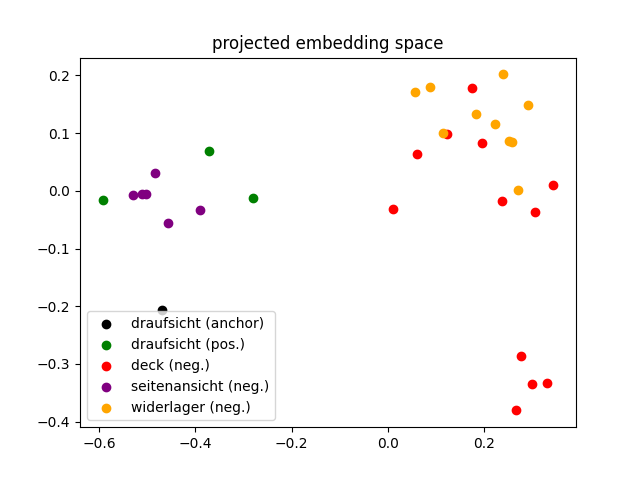 projected embedding space
0.2
0.1
0.0
−0.1
−0.2
−0.3
−0.4
draufsicht (anchor)
draufsicht (pos.)
deck (neg.)
seitenansicht (neg.)
widerlager (neg.)
−0.6
−0.4
−0.2
0.0
0.2